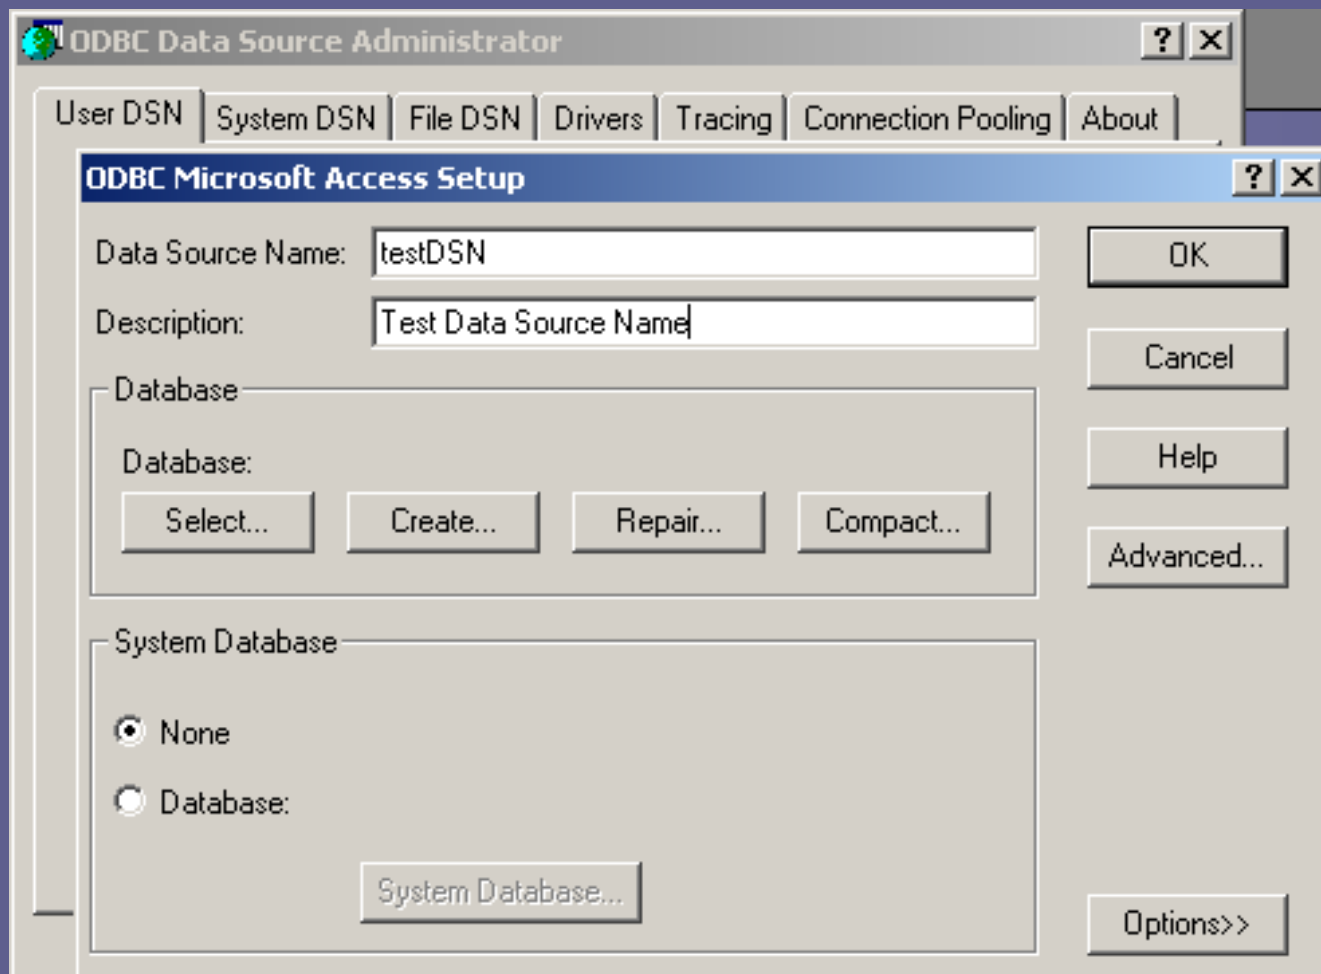 ODBC Data Source Administrator
User DSN System DSN File DSN Drivers Tracing Connection Pooling About
ODBC Microsoft Access Setup
Data Source Name: testDSN OK
Description: Test Data Source Name
Cancel
Database
Database:
Help
Select... Create... Repair... Compact...
Advanced...
System Database
None
Database:
System Database...
Options>>